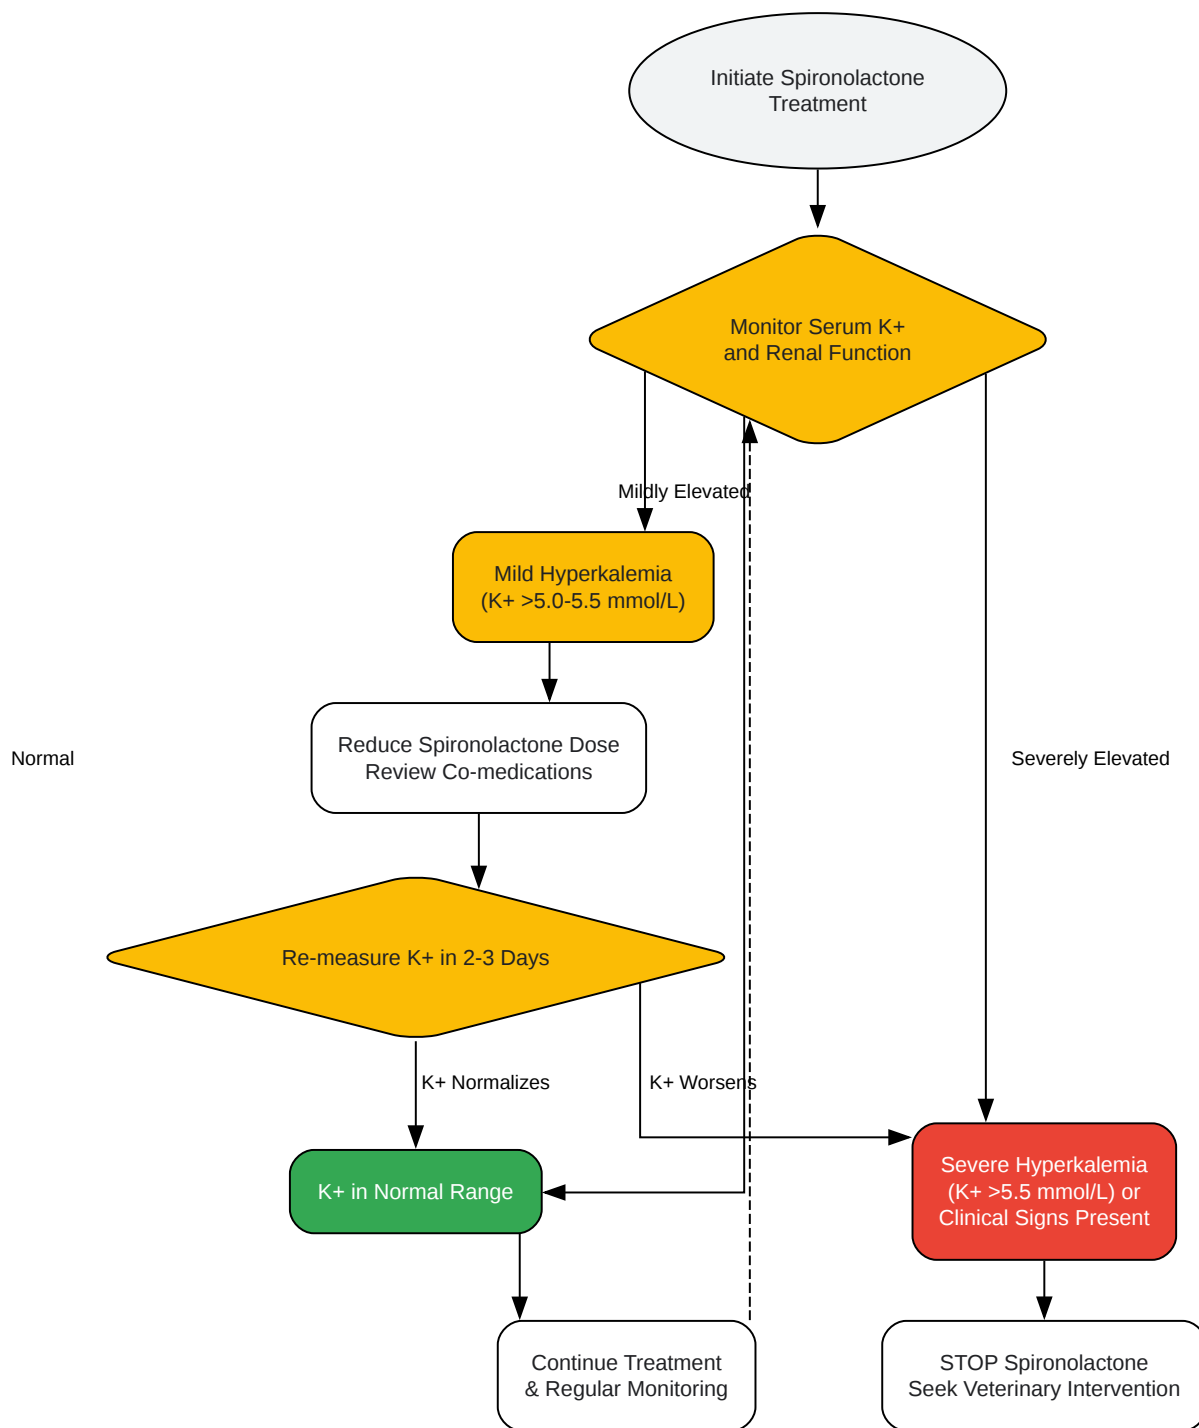 Initiate Spironolactone
Treatment
Monitor Serum K+
and Renal Function
Mildly Elevated
Mild Hyperkalemia
(K+ >5.0-5.5 mmol/L)
Reduce Spironolactone Dose
Review Co-medications
Normal
Severely Elevated
Re-measure K+ in 2-3 Days
K+ Normalizes
K+ Worsens
K+ in Normal Range
Severe Hyperkalemia
(K+ >5.5 mmol/L) or
Clinical Signs Present
Continue Treatment
& Regular Monitoring
STOP Spironolactone
Seek Veterinary Intervention